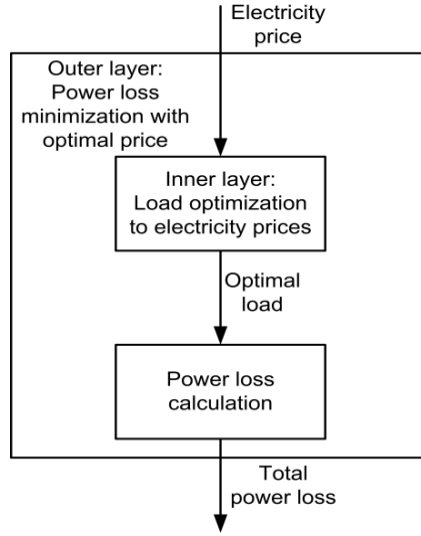 Electricity
price
Outer layer:
Power loss
minimization with
optimal price
Inner layer:
Load optimization
to electricity prices
Optimal
load
Power loss
calculation
Total
power loss